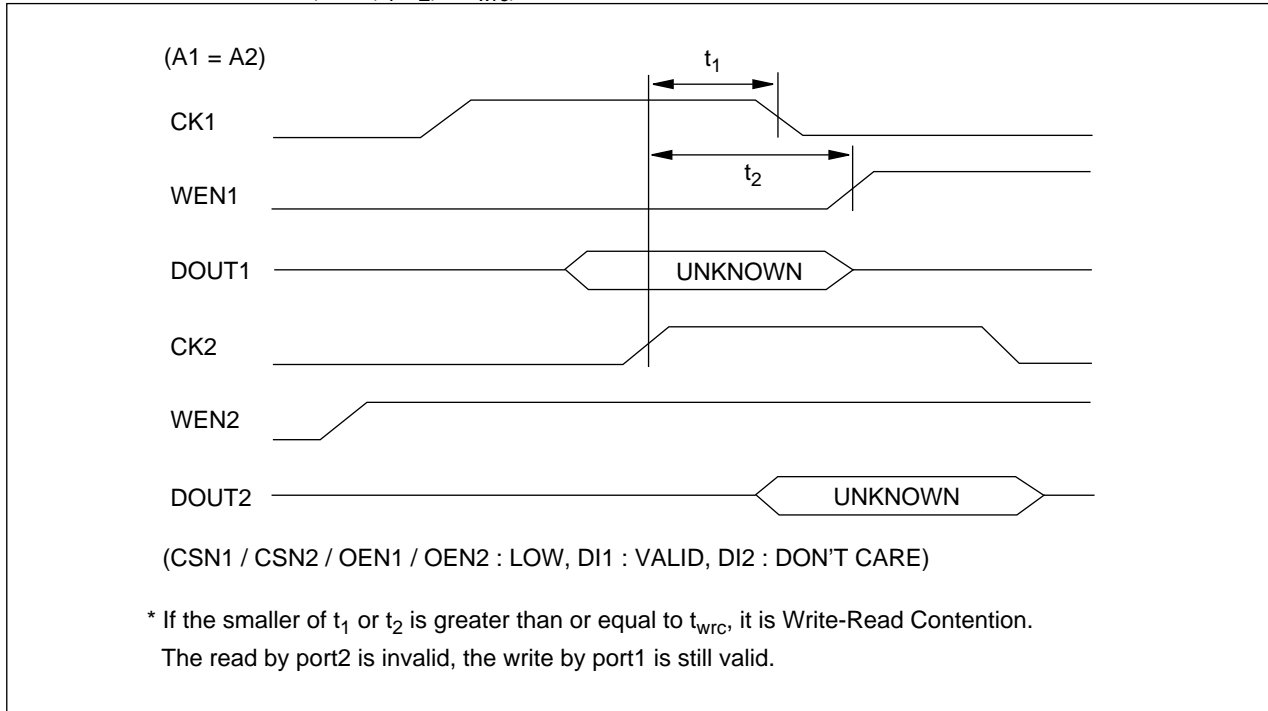 (A1 = A2)
t1
CK1
t2
WEN1
DOUT1
UNKNOWN
CK2
WEN2
DOUT2
UNKNOWN
(CSN1 / CSN2 / OEN1 / OEN2 : LOW, DI1 : VALID, DI2 : DON'T CARE)
* If the smaller of t1 or t2 is greater than or equal to twrc, it is Write-Read Contention.
The read by port2 is invalid, the write by port1 is still valid.